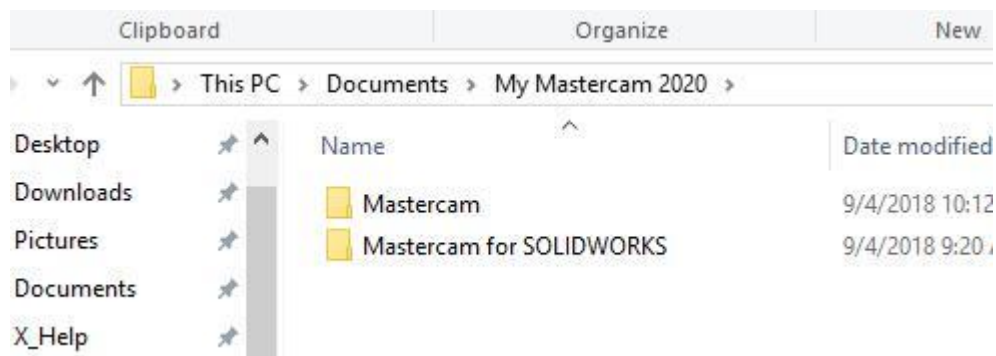 Clipboard Organize New
This PC > Documents > My Mastercam 2020 >
Desktop
Downloads
Pictures
Documents
X_Help
Name Date modified
Mastercam 9/4/2018 10:12
Mastercam for SOLIDWORKS 9/4/2018 9:20